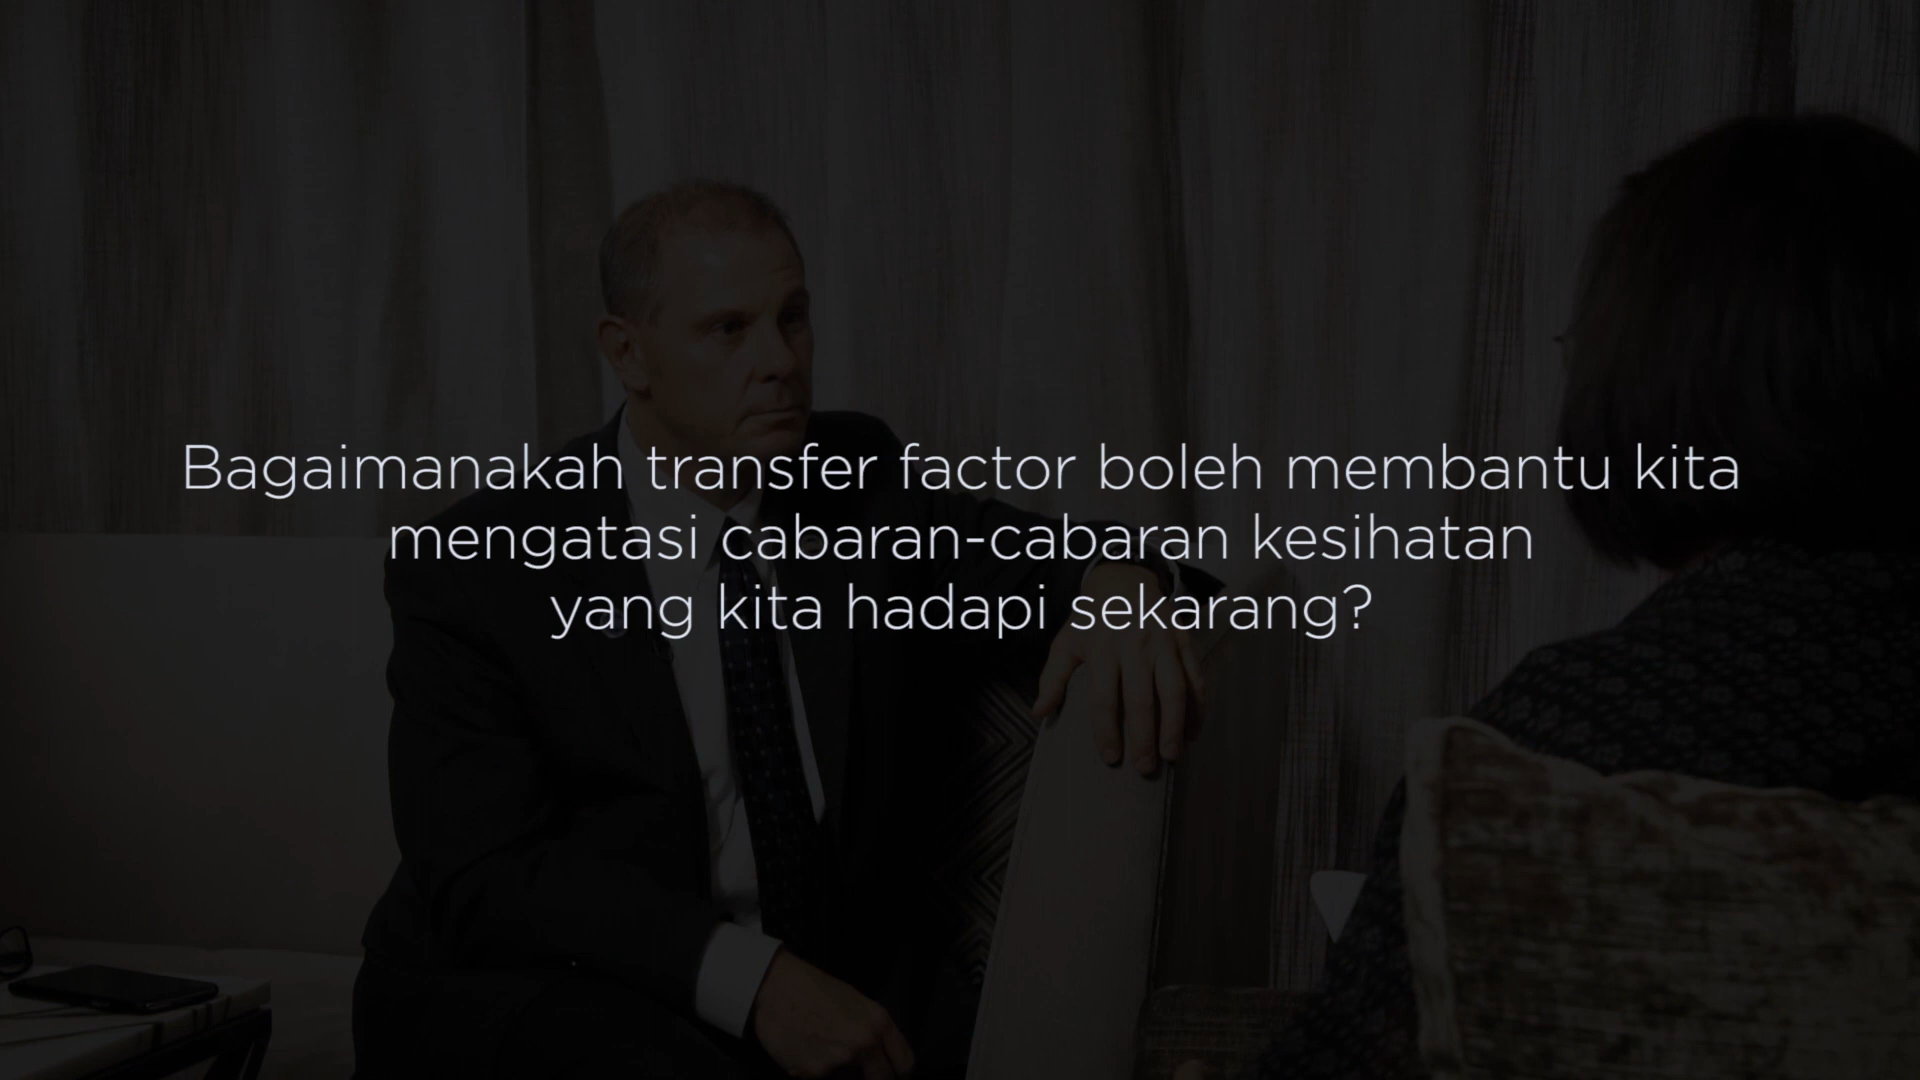 Bagaimanakah transfer factor boleh membantu kita
mengatasi cabaran-cabaran kesihatan
yang kita hadapi sekarang?